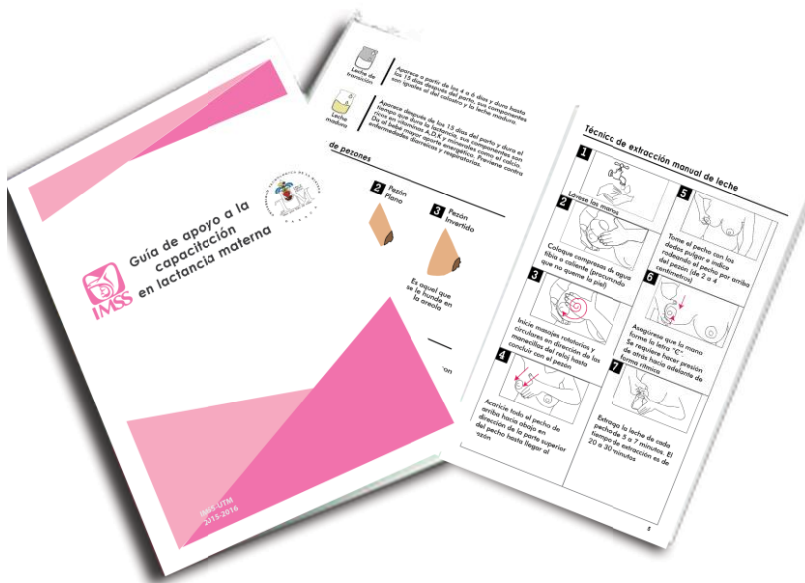 Guía de apoyo a la
capacitación
en lactancia materna
IMSS
IMSS-UTM
2015-2016
Leche de
transición
Aparece a partir de los 4 a 6 días y dura hasta
los 15 días después del parto, sus componentes
son iguales al del calostro y la leche madura.
Leche
madura
Aparece después de los 15 días del parto y dura el
tiempo que dura la lactancia, sus componentes son
ricos en vitaminas A,D,K y minerales como el calcio.
Da al bebé mayor aporte energético. Previene contra
enfermedades diarreicas y respiratorias.
de pezones
2 Pezón
Plano
3 Pezón
Invertido
Es aquel que
se le hunde en
la areola
Técnica de extracción manual de leche
1
Lávese las manos
2
Coloque compresas de agua
tibia o caliente (procurando
que no queme la piel)
3
Inicie masajes rotatorios y
circulares en dirección de las
manecillas del reloj hasta
concluir con el pezón
4
Acaricie todo el pecho de
arriba hacia abajo en
dirección de la parte superior
del pecho hasta llegar al
pezón
5
Tome el pecho con los
dedos pulgar e índice
rodeando el pecho por arriba
del pezón (de 2 a 4
centímetros)
6
Asegúrese que la mano
forme la letra "C".
Se requiere hacer presión
de atrás hacia adelante de
forma rítmica
7
Extraga la leche de cada
pecho de 5 a 7 minutos. El
tiempo de extracción es de
20 a 30 minutos
5